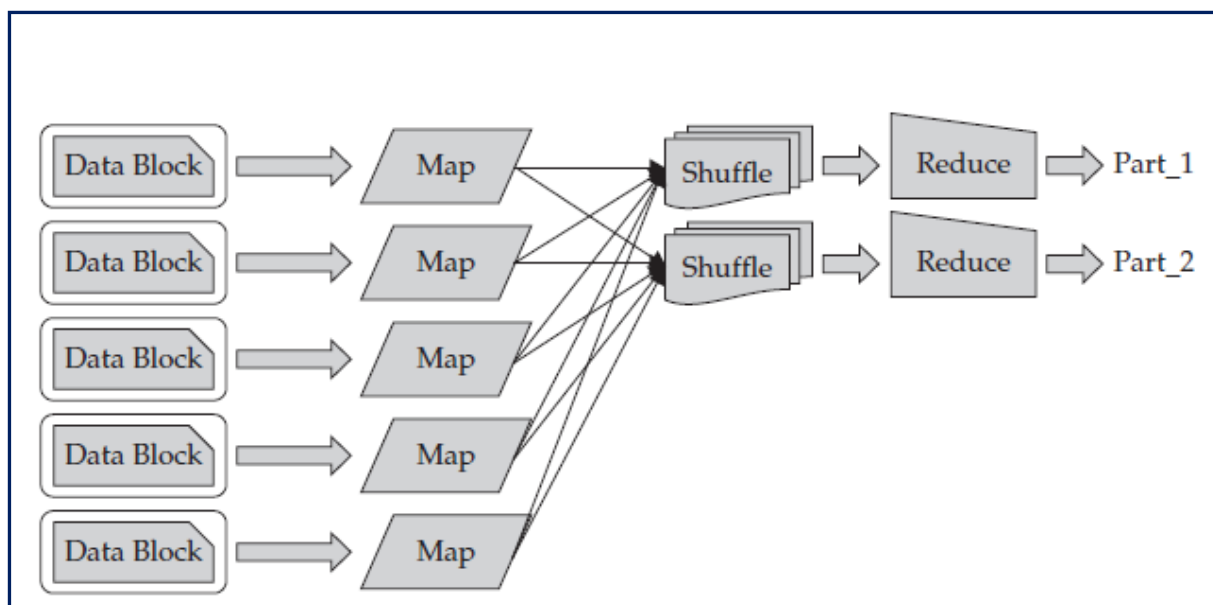 Data Block Map Shuffle Reduce Part_1
Data Block Map Shuffle Reduce Part_2
Data Block Map
Data Block Map
Data Block Map